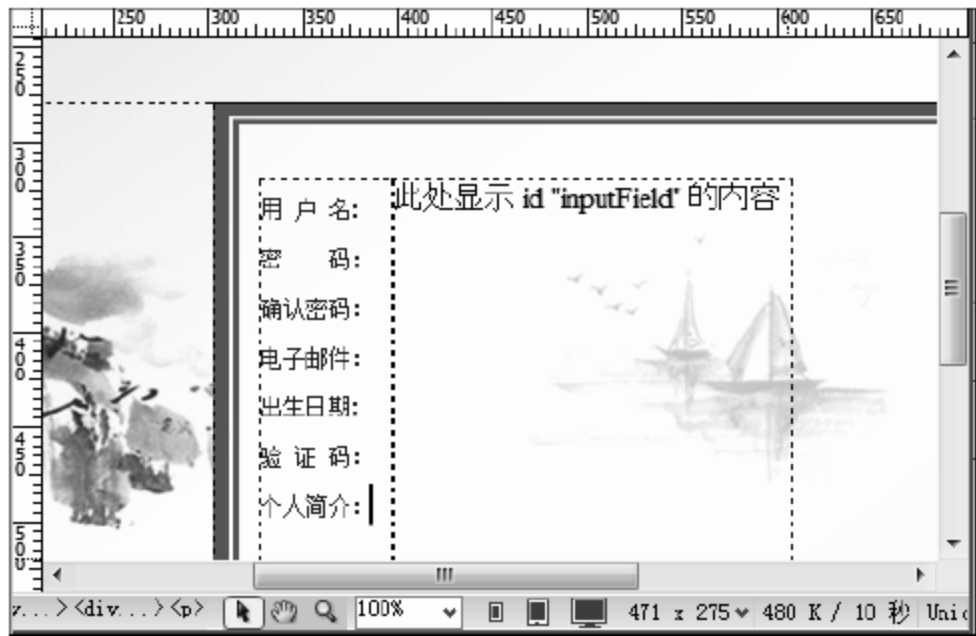 250 300 350 400 450 500 550 600 650
250
300
350
400
450
500
此处显示 id "inputField" 的内容
用 户 名:
密 码:
确认密码:
电子邮件:
出生日期:
验 证 码:
个人简介:
...><div...><p> 100% 471 x 275 480 K / 10 秒